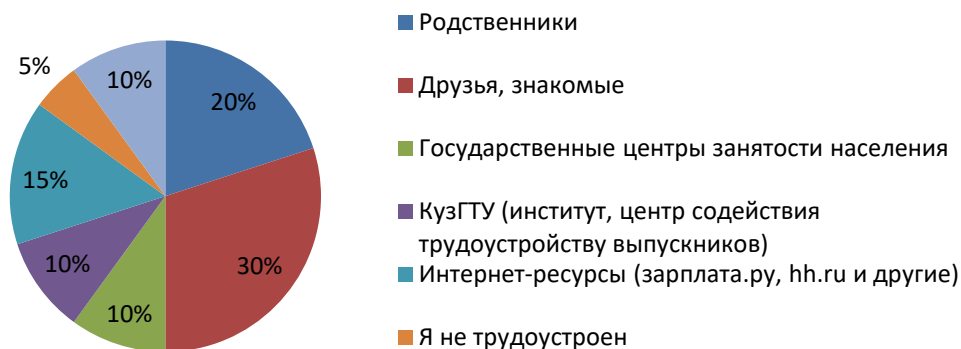 5%
10%
20%
15%
10%
10%
30%
Родственники
Друзья, знакомые
Государственные центры занятости населения
КузГТУ (институт, центр содействия
трудоустройству выпускников)
Интернет-ресурсы (зарплата.ру, hh.ru и другие)
Я не трудоустроен